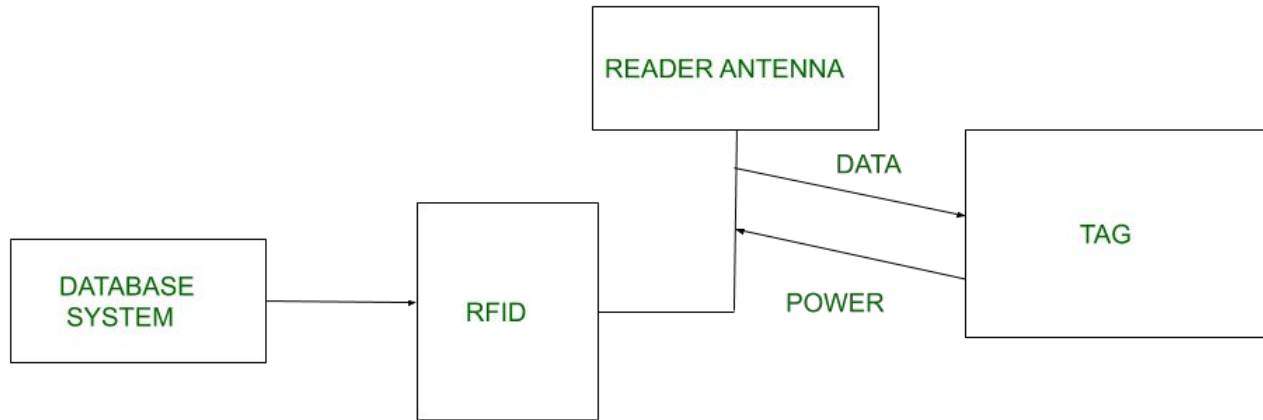 READER ANTENNA
DATA
TAG
DATABASE
SYSTEM
RFID
POWER